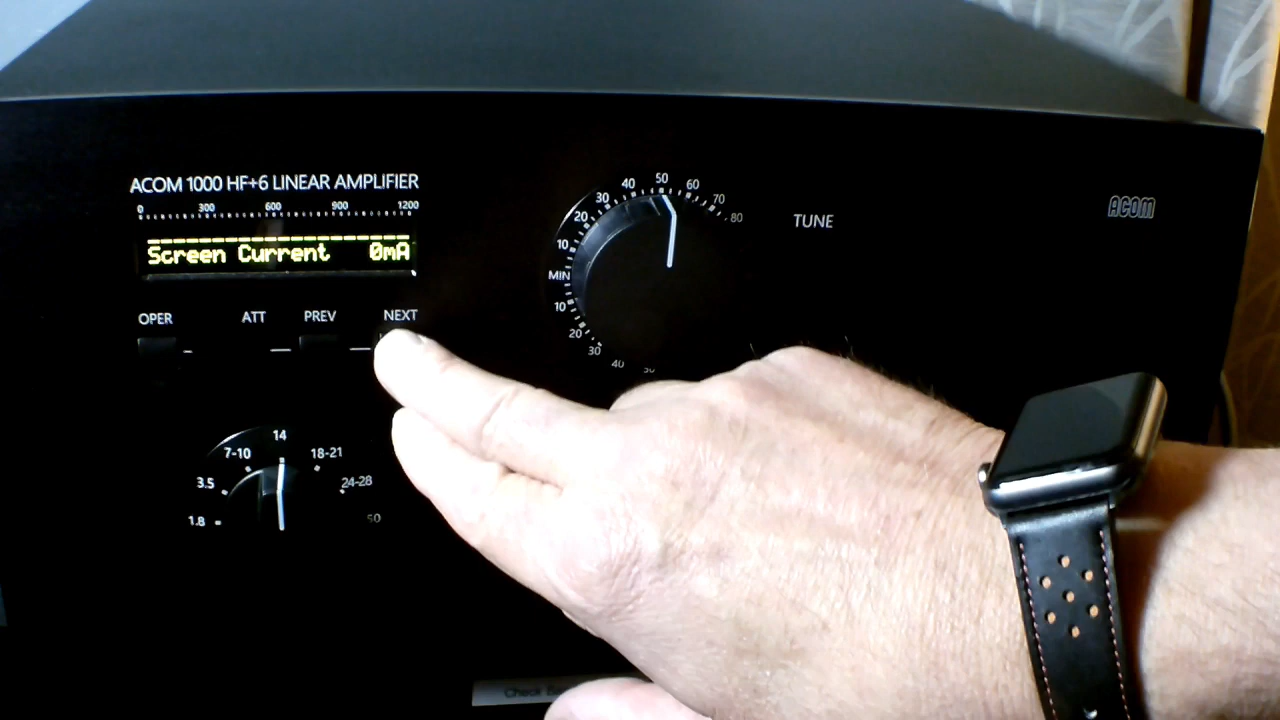 ACOM 1000 HF+6 LINEAR AMPLIFIER
0 300 600 900 1200
Screen Current 0mA
OPER ATT PREV NEXT
50
40 60
30 70
20 80
10
MIN
10
20
30
40
TUNE
ACOM
14
7-10 18-21
3.5 24-28
1.8 50
Check